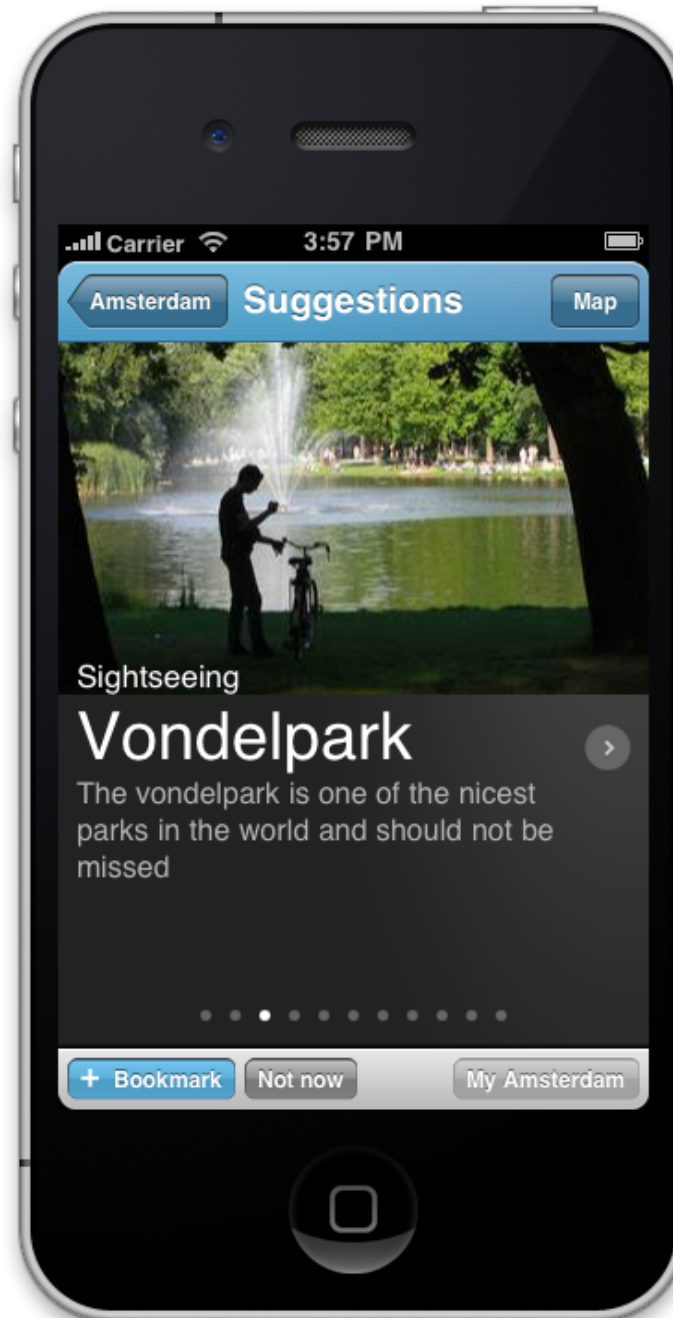 Carrier 3:57 PM
Amsterdam Suggestions Map
Sightseeing
Vondelpark
The vondelpark is one of the nicest
parks in the world and should not be
missed
+ Bookmark Not now My Amsterdam